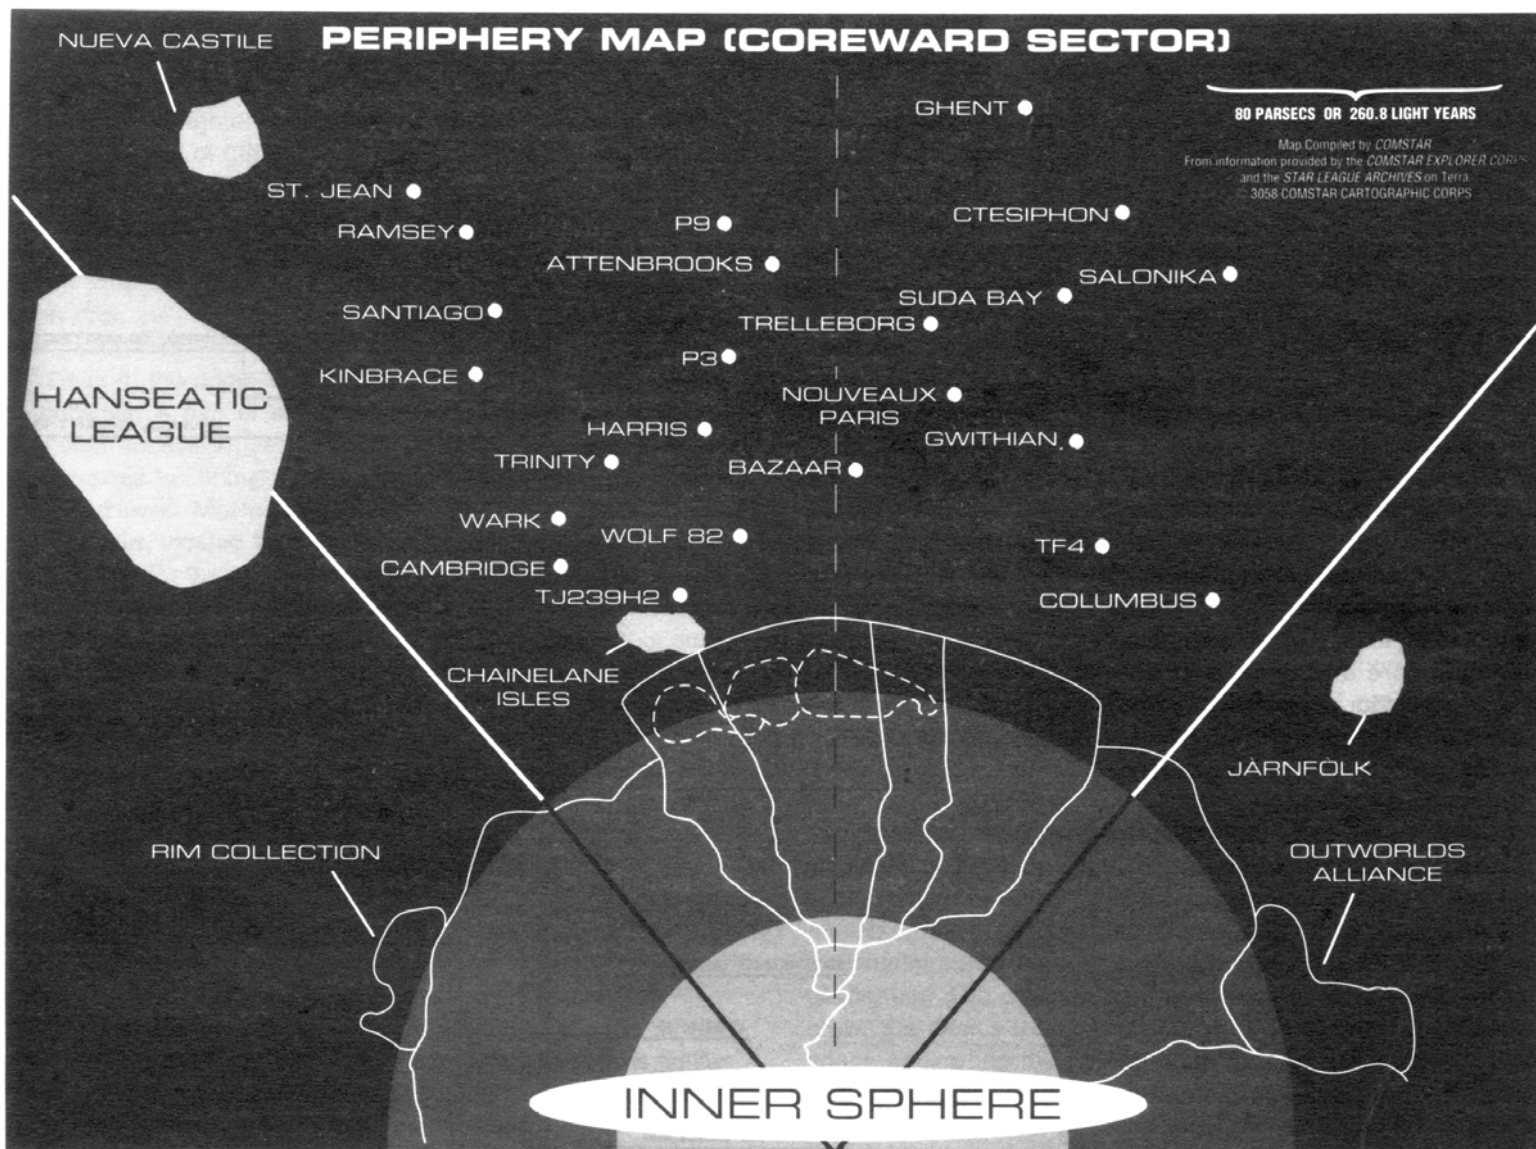 PERIPHERY MAP (COREWARD SECTOR)
NUEVA CASTILE
GHENT
80 PARSECS OR 260.8 LIGHT YEARS
Map Compiled by COMSTAR
From information provided by the COMSTAR EXPLORER CORPS
and the STAR LEAGUE ARCHIVES on Terra
3058 COMSTAR CARTOGRAPHIC CORPS
ST. JEAN
RAMSEY
P9
CTESIPHON
ATTENBROOKS
SALONIKA
SUDA BAY
SANTIAGO
TRELLEBORG
P3
KINBRACE
NOUVEAUX
PARIS
HANSEATIC
LEAGUE
HARRIS
GWITHIAN
TRINITY
BAZAAR
WARK
WOLF 82
TF4
CAMBRIDGE
TJ239H2
COLUMBUS
CHAINELANE
ISLES
JÀRNFÒLK
RIM COLLECTION
OUTWORLDS
ALLIANCE
INNER SPHERE